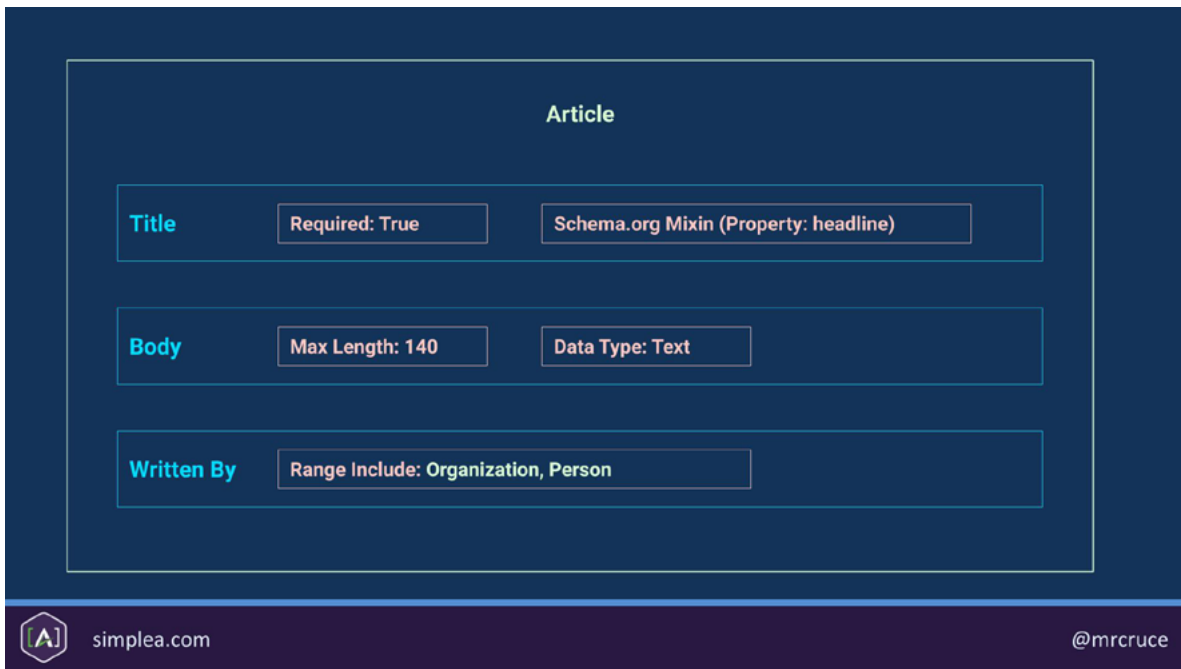 Article
Title Required: True Schema.org Mixin (Property: headline)
Body Max Length: 140 Data Type: Text
Written By Range Include: Organization, Person
[A] simplea.com @mrcruce